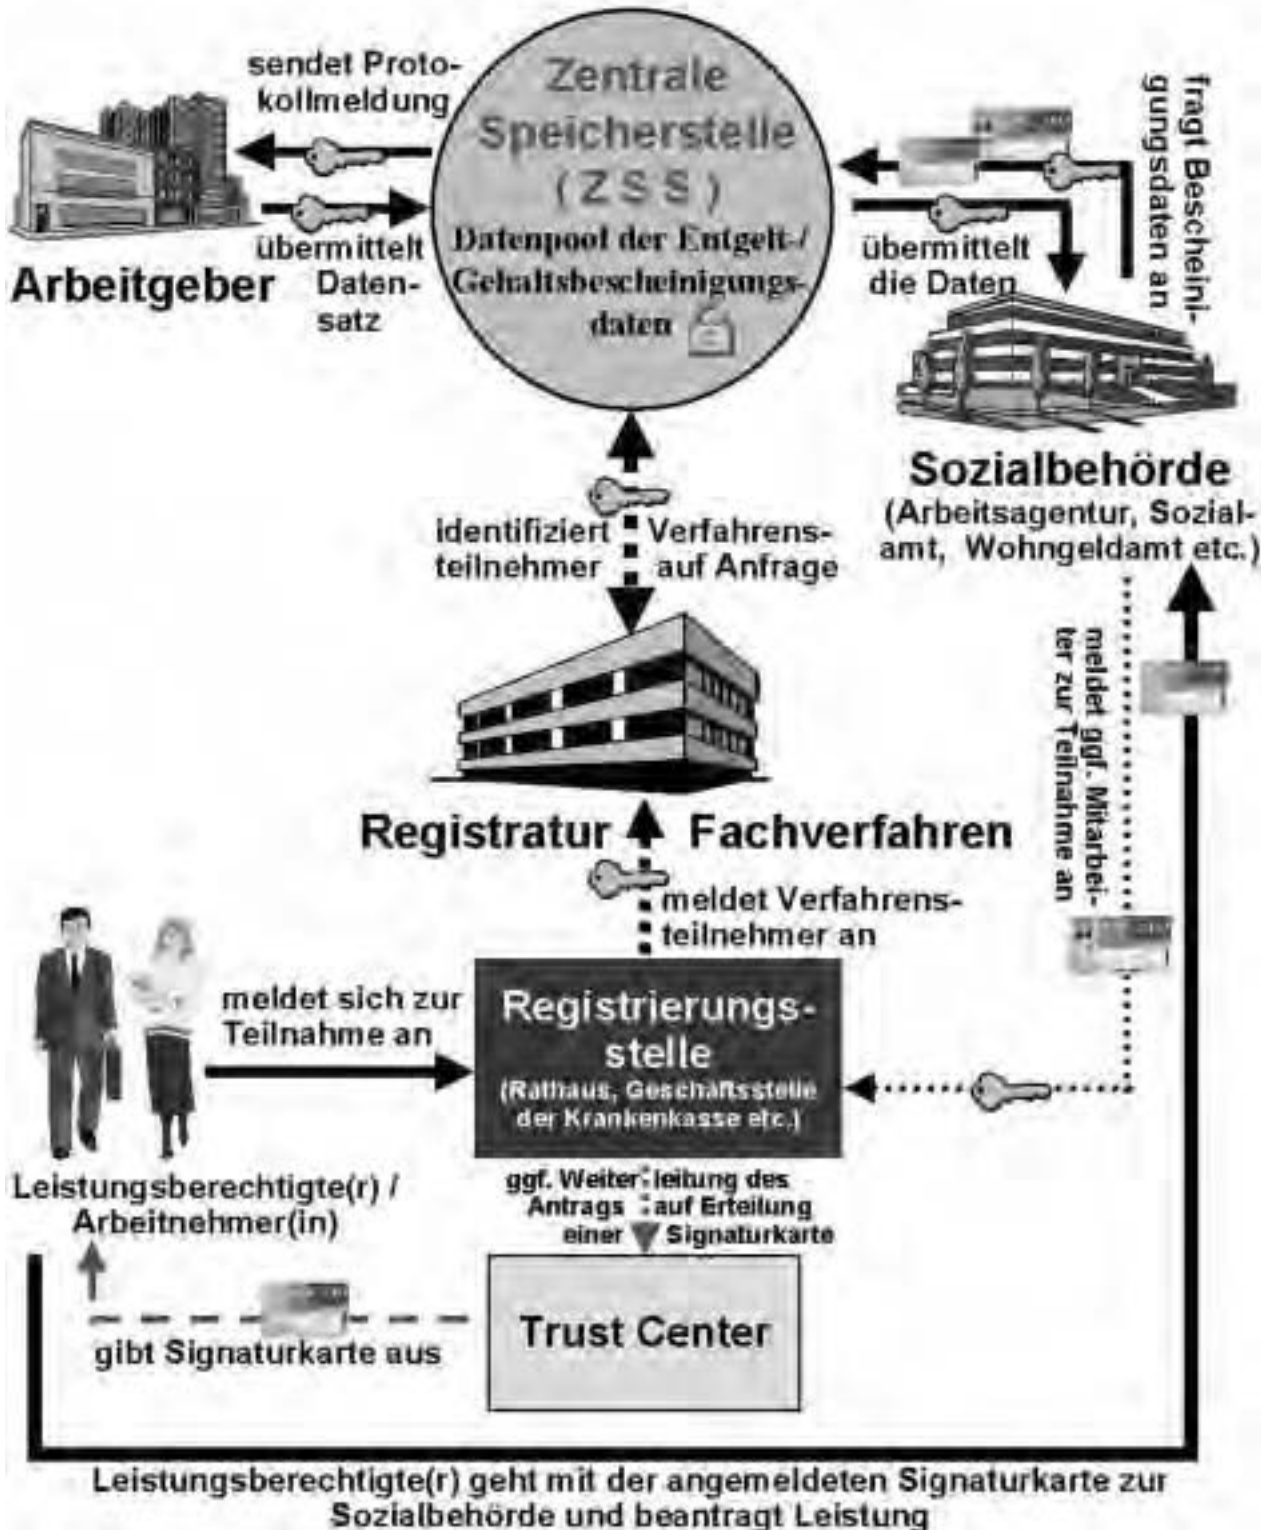 sendet Proto-
kollmeldung
Zentrale
Speicherstelle
(ZSS)
Datenpool der Entgelt-/
Gehaltsbescheinigungs-
daten
fragt Bescheini-
gungsdaten an
übermittelt
Daten-
satz
Arbeitgeber
übermittelt
die Daten
Sozialbehörde
(Arbeitsagentur, Sozial-
amt, Wohngeldamt etc.)
identifiziert Verfahrens-
teilnehmer auf Anfrage
meldet ggf. Mitarbei-
ter zur Teilnahme an
Registratur Fachverfahren
meldet Verfahrens-
teilnehmer an
meldet sich zur
Teilnahme an
Registrierungs-
stelle
(Rathaus, Geschäftsstelle
der Krankenkasse etc.)
Leistungsberechtigte(r) /
Arbeitnehmer(in)
ggf. Weiterleitung des
Antrags auf Erteilung
einer Signaturkarte
Trust Center
gibt Signaturkarte aus
Leistungsberechtigte(r) geht mit der angemeldeten Signaturkarte zur
Sozialbehörde und beantragt Leistung